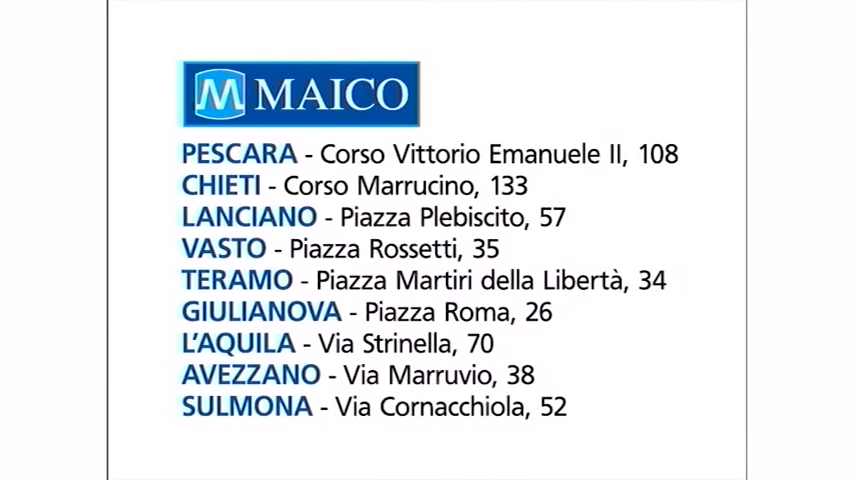 MAICO
PESCARA - Corso Vittorio Emanuele II, 108
CHIETI - Corso Marrucino, 133
LANCIANO - Piazza Plebiscito, 57
VASTO - Piazza Rossetti, 35
TERAMO - Piazza Martiri della Libertà, 34
GIULIANOVA - Piazza Roma, 26
L'AQUILA - Via Strinella, 70
AVEZZANO - Via Marruvio, 38
SULMONA - Via Cornacchiola, 52